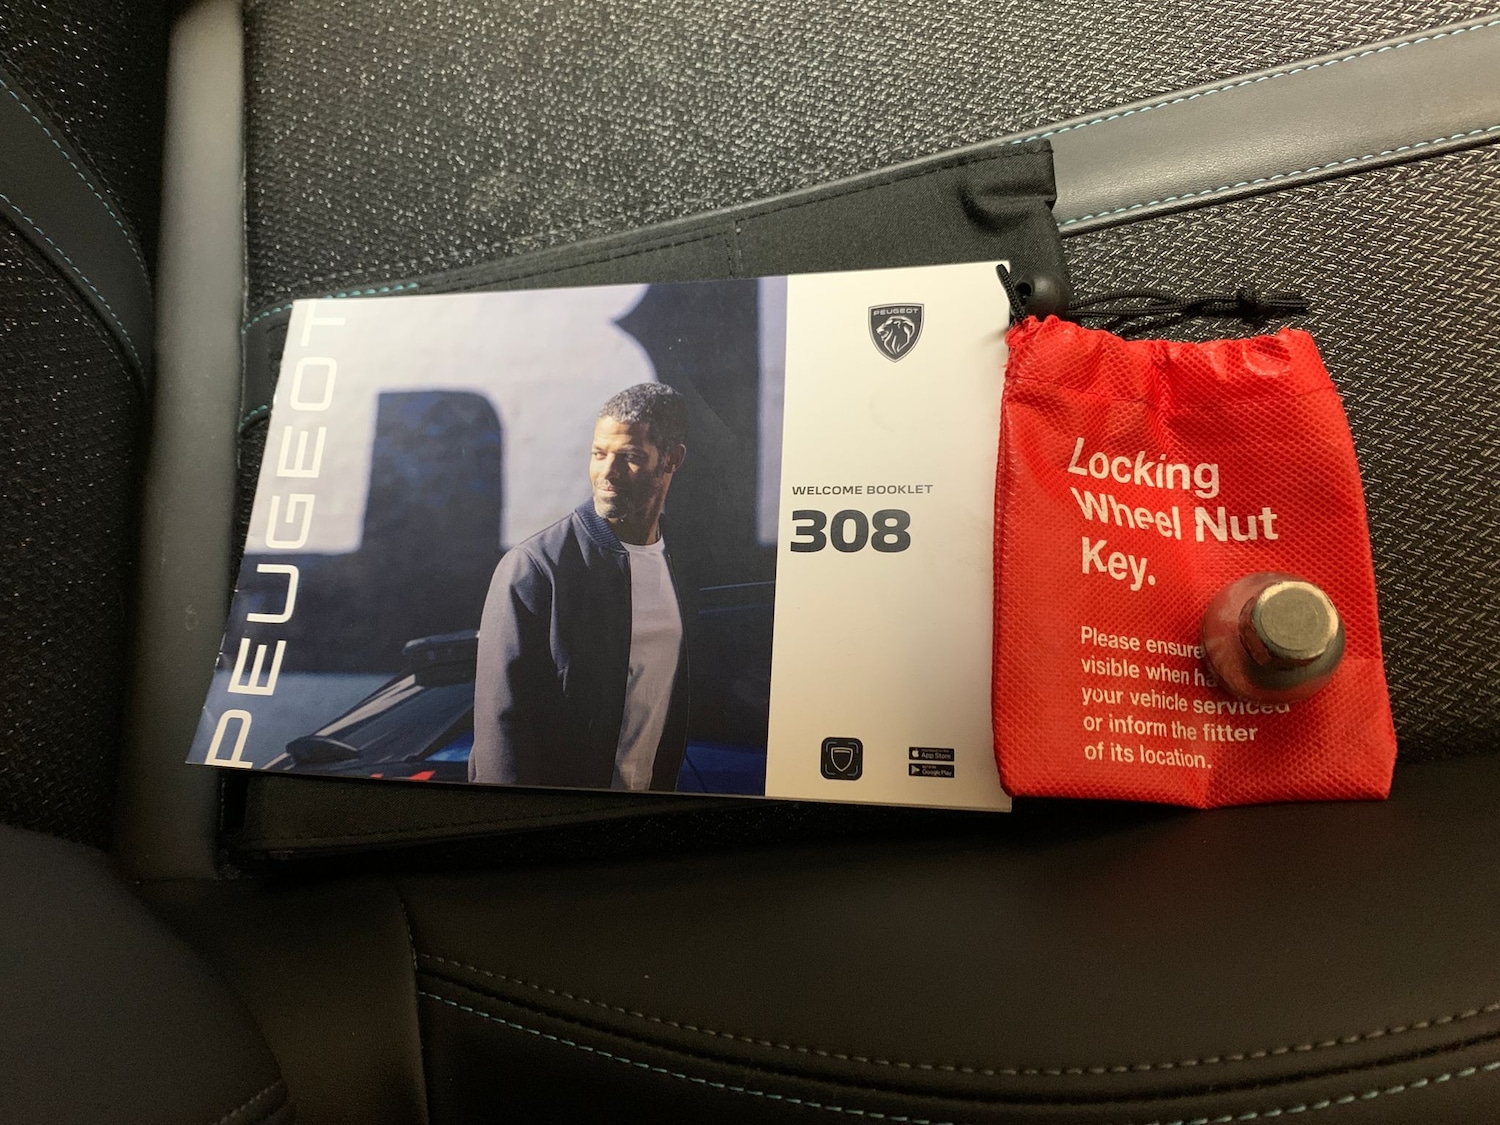 PEUGEOT
PEUGEOT
WELCOME BOOKLET
308
App Store
Google Play
Locking
Wheel Nut
Key.
Please ensure
visible when
your vehicle serviced
or inform the fitter
of its location.